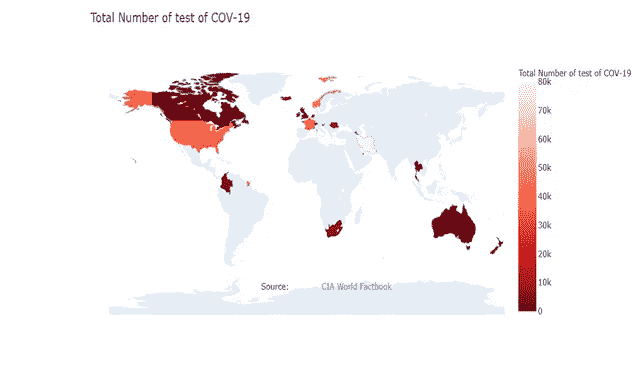 Total Number of test of COV-19
Total Number of test of COV-19
80k
70k
60k
50k
40k
30k
20k
10k
0
Source: CIA World Factbook